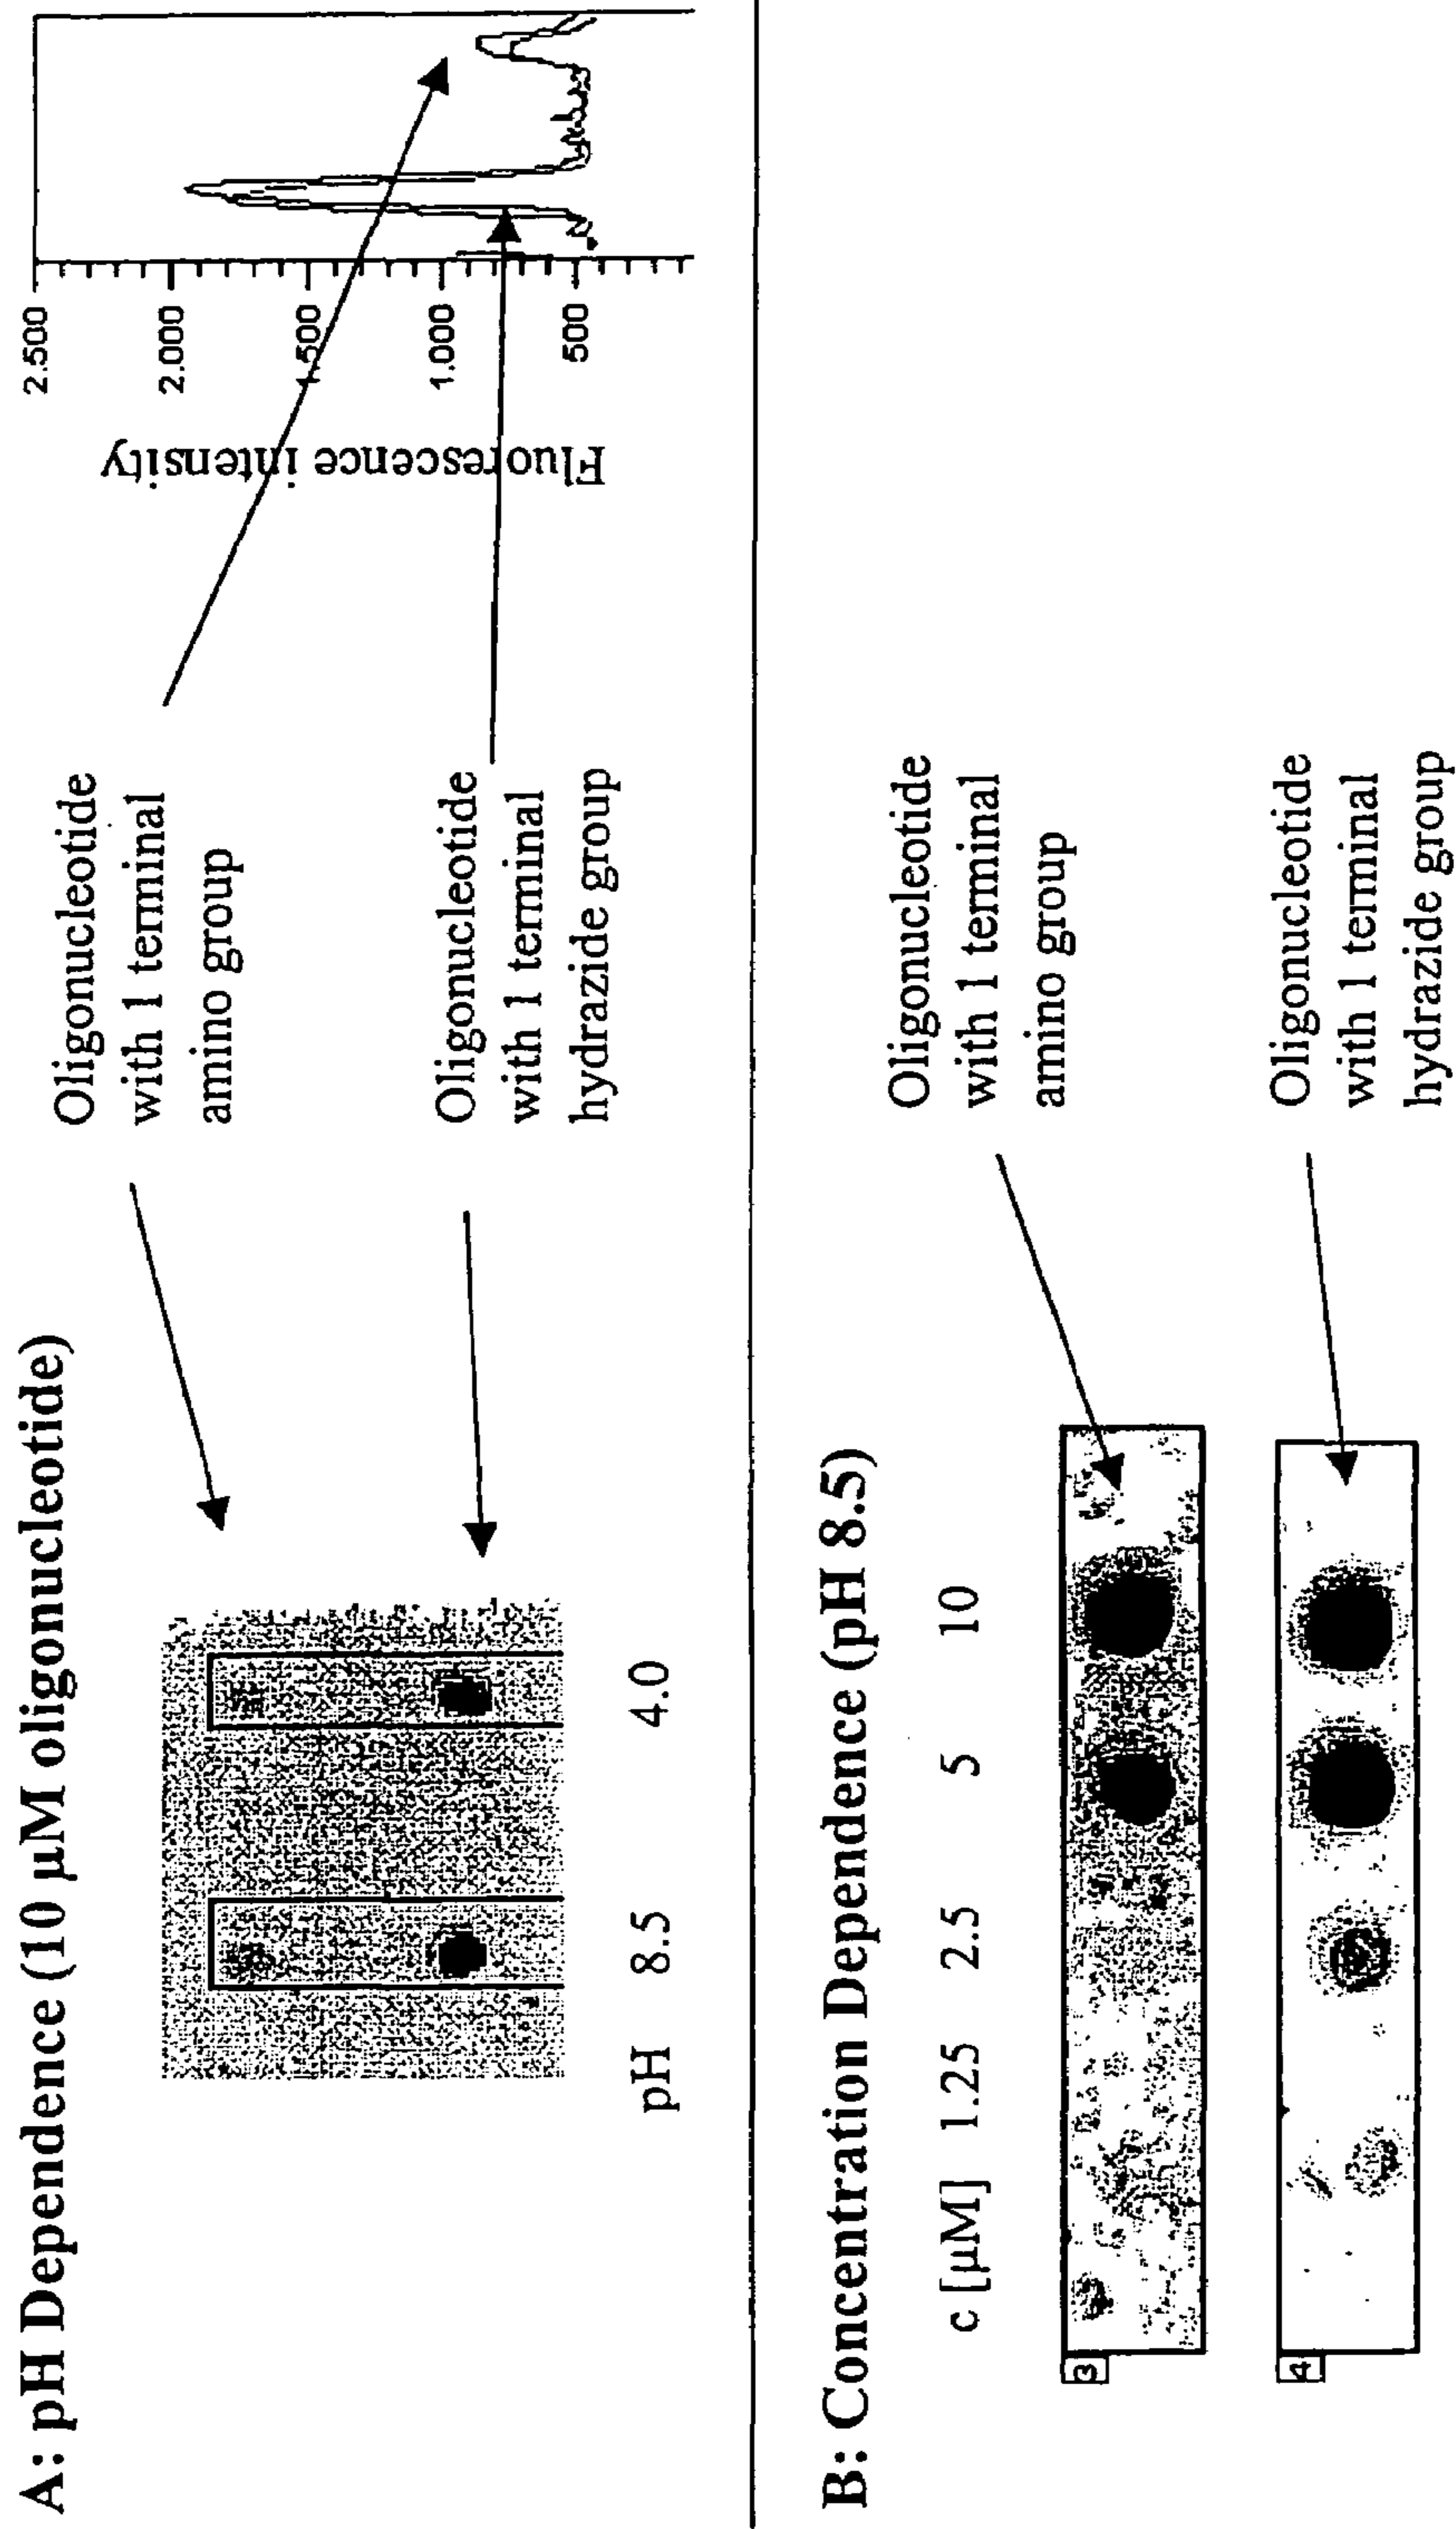 A: pH Dependence (10 µM oligonucleotide)
Oligonucleotide
with 1 terminal
amino group
Oligonucleotide
with 1 terminal
hydrazide group
pH 8.5 4.0
Fluorescence intensity
2.500
2.000
1.500
1.000
500
B: Concentration Dependence (pH 8.5)
c [µM] 1.25 2.5 5 10
3
Oligonucleotide
with 1 terminal
amino group
4
Oligonucleotide
with 1 terminal
hydrazide group